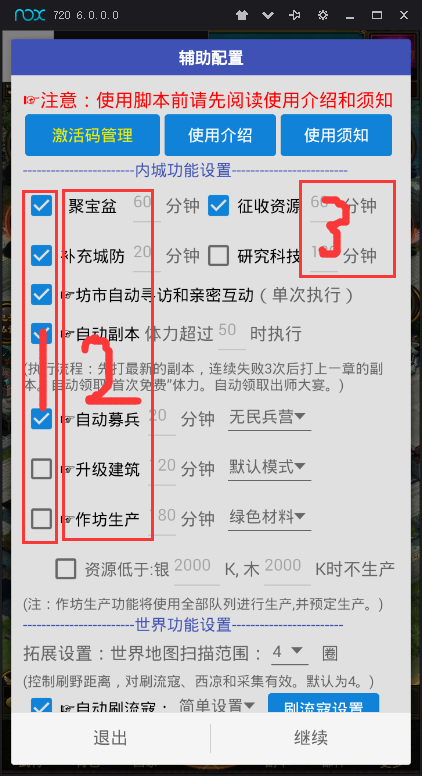 nox 720 6.0.0.0
辅助配置
☞注意：使用脚本前请先阅读使用介绍和须知
激活码管理 使用介绍 使用须知
------------------------内城功能设置------------------------
聚宝盆 60 分钟 征收资源 60 分钟
补充城防 20 分钟 研究科技 分钟
☞坊市自动寻访和亲密互动（单次执行）
☞自动副本 体力超过 50 时执行
(执行流程：先打最新的副本，连续失败3次后打上一章的副
本。自动领取"首次免费"体力。自动领取出师大宴。)
☞自动募兵 20 分钟 无民兵营
☞升级建筑 120 分钟 默认模式
☞作坊生产 180 分钟 绿色材料
资源低于:银 2000 K, 木 2000 K时不生产
(注：作坊生产功能将使用全部队列进行生产,并预定生产。)
------------------------世界功能设置------------------------
拓展设置：世界地图扫描范围： 4 圈
(控制刷野距离，对刷流寇、西凉和采集有效。默认为4。)
☞自动刷流寇： 简单设置 刷流寇设置
退出 继续
1 2 3